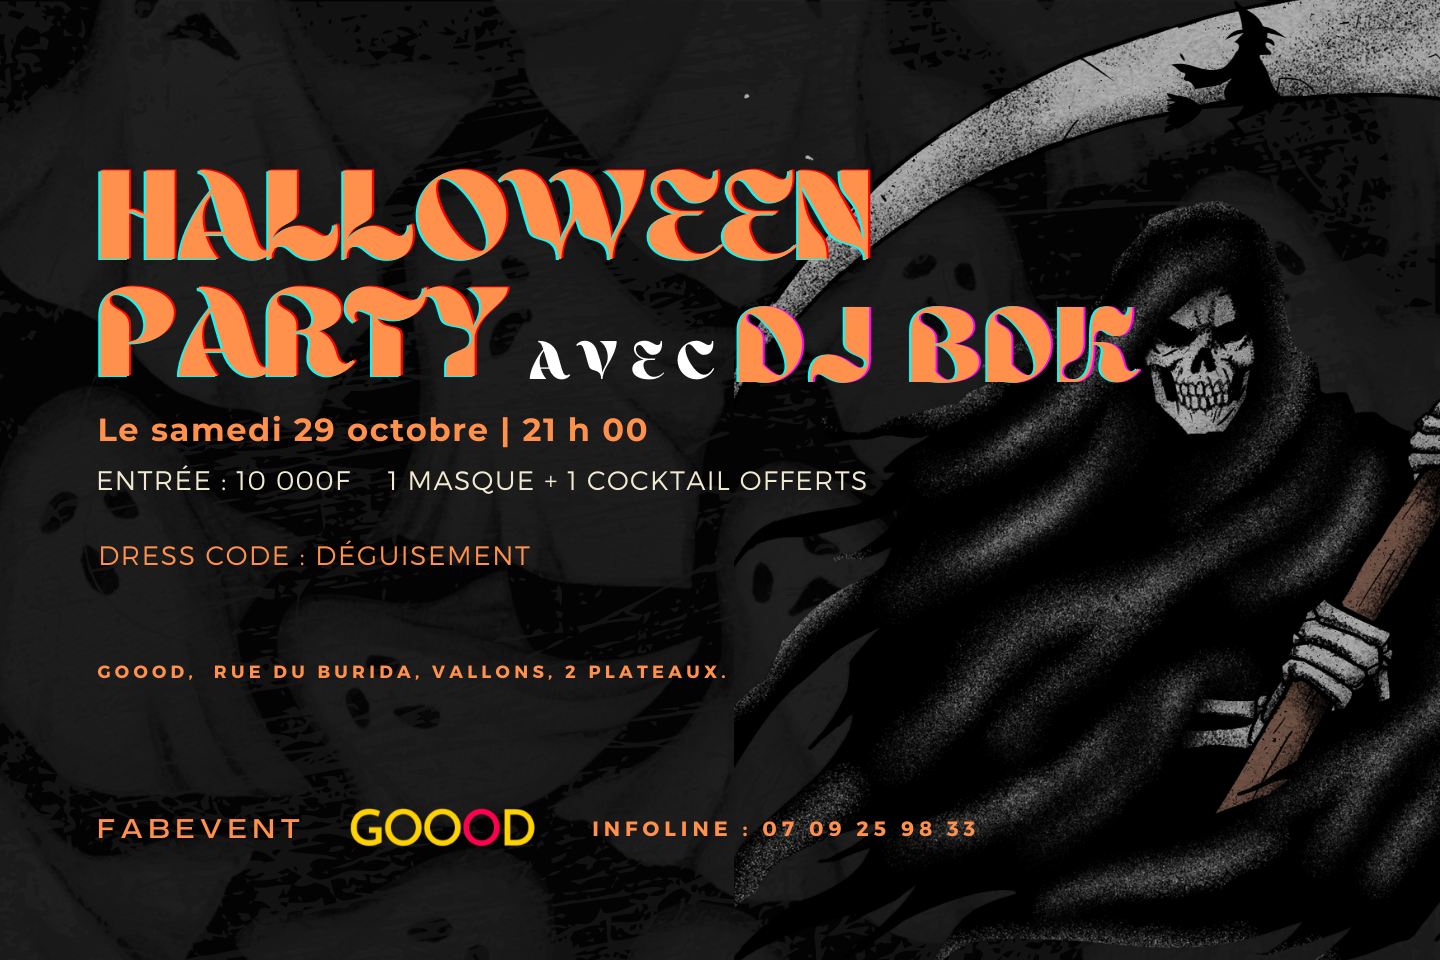 HALLOWEEN
PARTY AVEC DJ BDK
Le samedi 29 octobre | 21 h 00
ENTRÉE : 10 000F 1 MASQUE + 1 COCKTAIL OFFERTS
DRESS CODE : DÉGUISEMENT
GOOOD, RUE DU BURIDA, VALLONS, 2 PLATEAUX.
FABEVENT GOOOD INFOLINE : 07 09 25 98 33